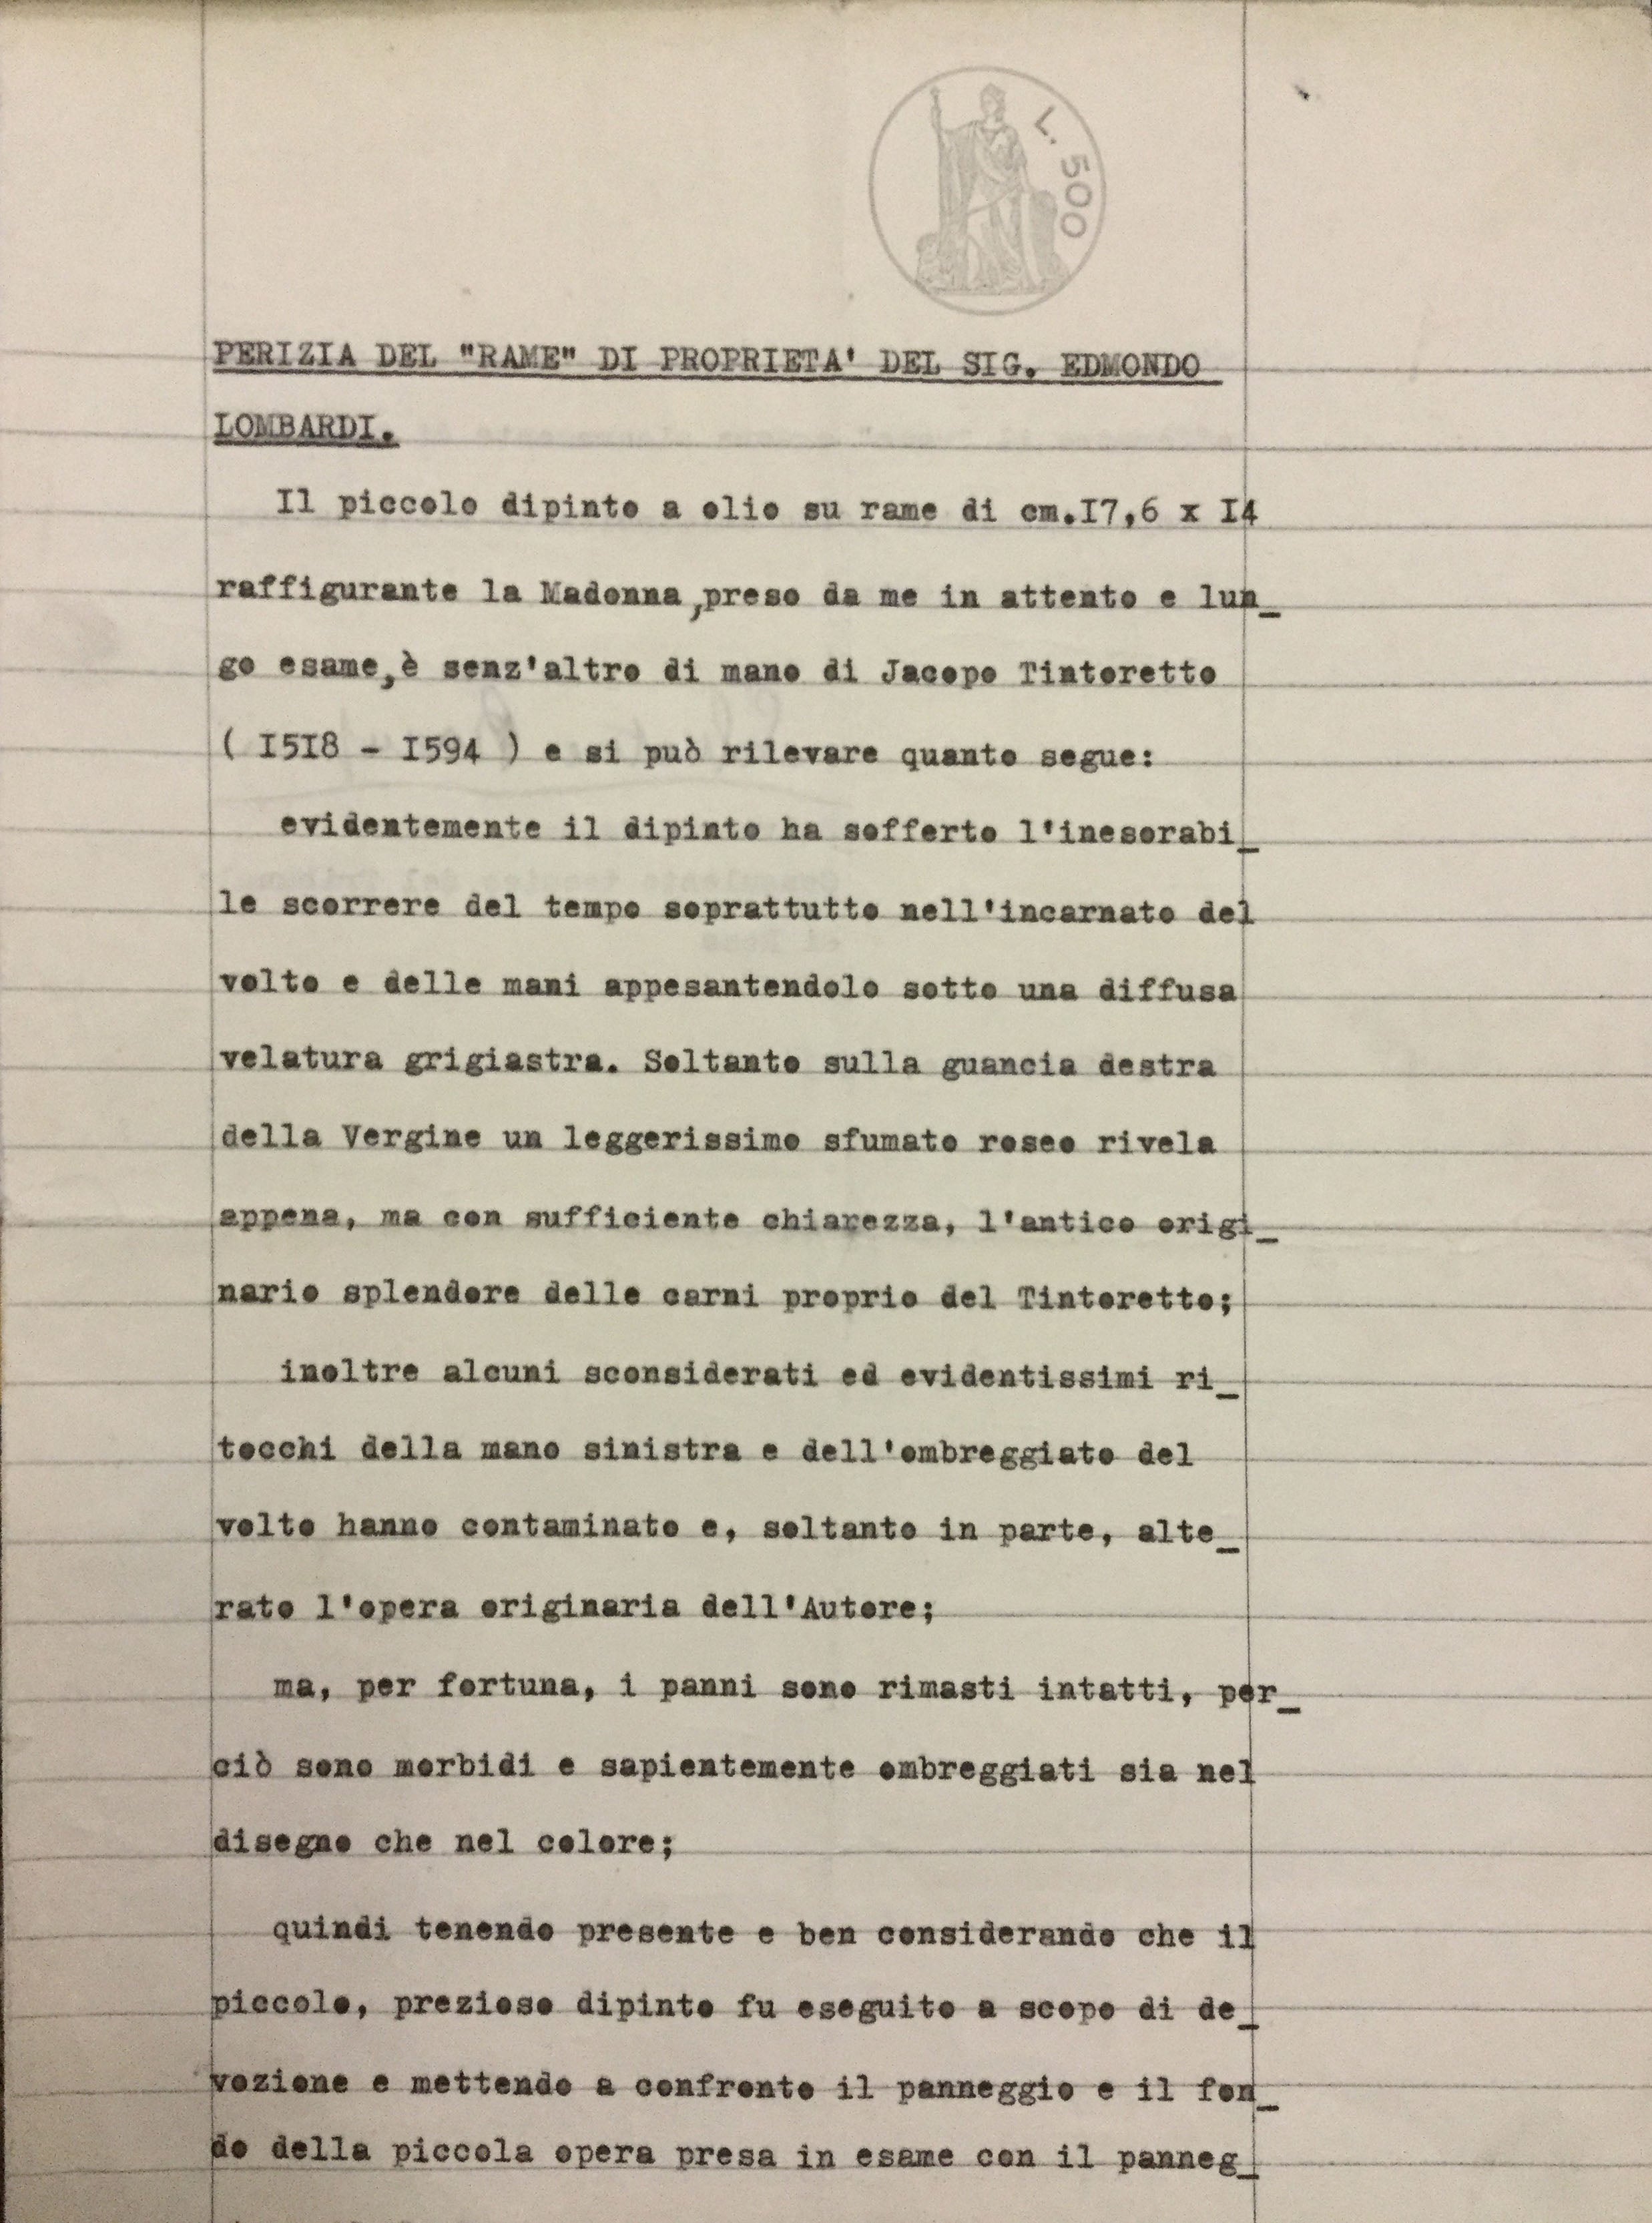 L. 500
PERIZIA DEL "RAME" DI PROPRIETA' DEL SIG. EDMONDO
LOMBARDI.
Il piccolo dipinto a olio su rame di cm.I7,6 x I4
raffigurante la Madonna,preso da me in attento e lun_
go esame,è senz'altro di mano di Jacopo Tintoretto
( I5I8 - I594 ) e si può rilevare quanto segue:
evidentemente il dipinto ha sofferto l'inesorabi_
le scorrere del tempo soprattutto nell'incarnato del
volto e delle mani appesantendolo sotto una diffusa
velatura grigiastra. Soltanto sulla guancia destra
della Vergine un leggerissimo sfumato roseo rivela
appena, ma con sufficiente chiarezza, l'antico origi_
nario splendore delle carni proprio del Tintoretto;
inoltre alcuni sconsiderati ed evidentissimi ri_
tocchi della mano sinistra e dell'ombreggiato del
volto hanno contaminato e, soltanto in parte, alte_
rato l'opera originaria dell'Autore;
ma, per fortuna, i panni sono rimasti intatti, per_
ciò sono morbidi e sapientemente ombreggiati sia nel
disegno che nel colore;
quindi tenendo presente e ben considerando che il
piccolo, prezioso dipinto fu eseguito a scopo di de_
vozione e mettendo a confronto il panneggio e il fon_
do della piccola opera presa in esame con il panneg_